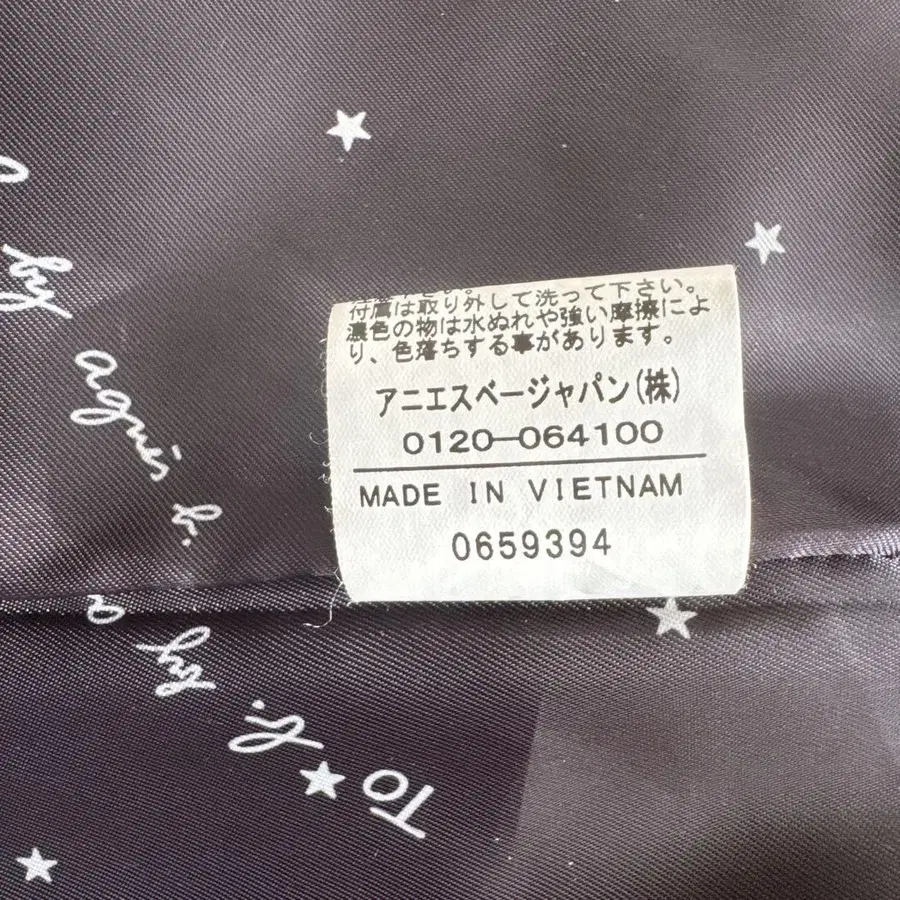 付属は取り外して洗って下さい。
濃色の物は水ぬれや強い摩擦によ
り、色落ちする事があります。
アニエスベージャパン(株)
0120-064100
MADE IN VIETNAM
0659394
by
agnès b.
by
To★b.